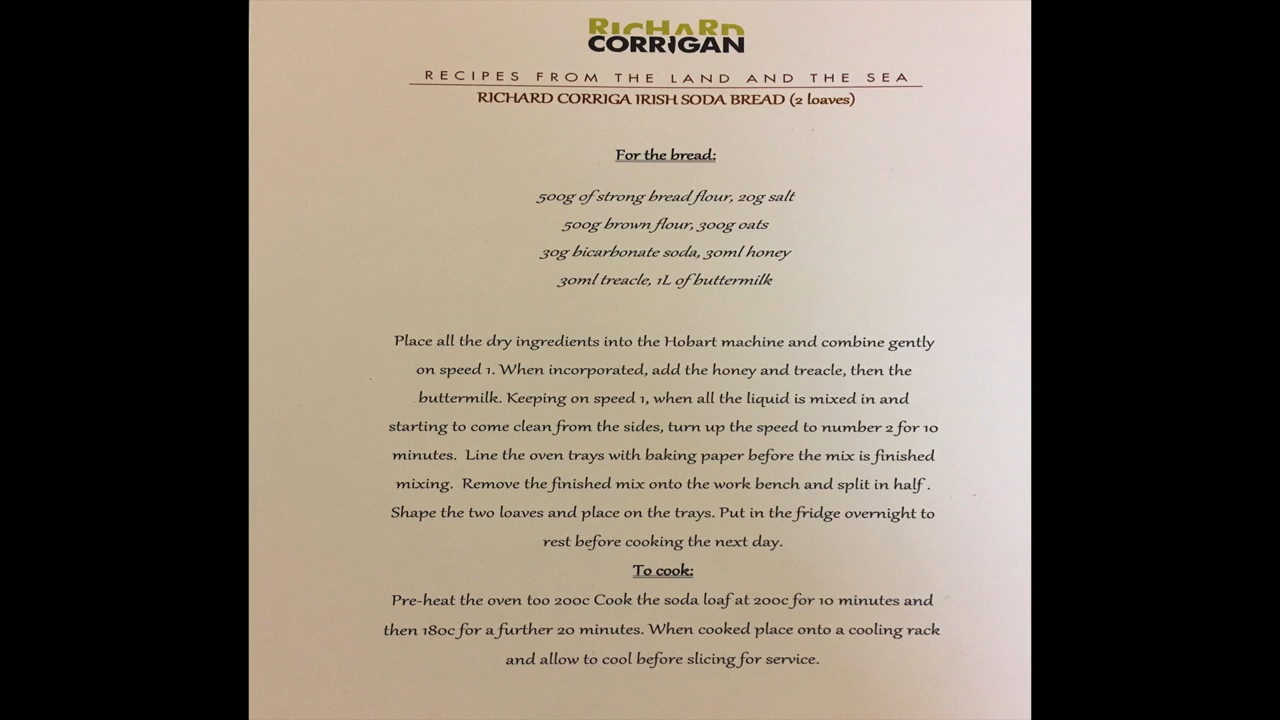 RICHARD
CORRIGAN
RECIPES FROM THE LAND AND THE SEA
RICHARD CORRIGA IRISH SODA BREAD (2 loaves)
For the bread:
500g of strong bread flour, 20g salt
500g brown flour, 300g oats
30g bicarbonate soda, 30ml honey
30ml treacle, 1L of buttermilk
Place all the dry ingredients into the Hobart machine and combine gently
on speed 1. When incorporated, add the honey and treacle, then the
buttermilk. Keeping on speed 1, when all the liquid is mixed in and
starting to come clean from the sides, turn up the speed to number 2 for 10
minutes.  Line the oven trays with baking paper before the mix is finished
mixing.  Remove the finished mix onto the work bench and split in half .
Shape the two loaves and place on the trays. Put in the fridge overnight to
rest before cooking the next day.
To cook:
Pre-heat the oven too 200c Cook the soda loaf at 200c for 10 minutes and
then 180c for a further 20 minutes. When cooked place onto a cooling rack
and allow to cool before slicing for service.